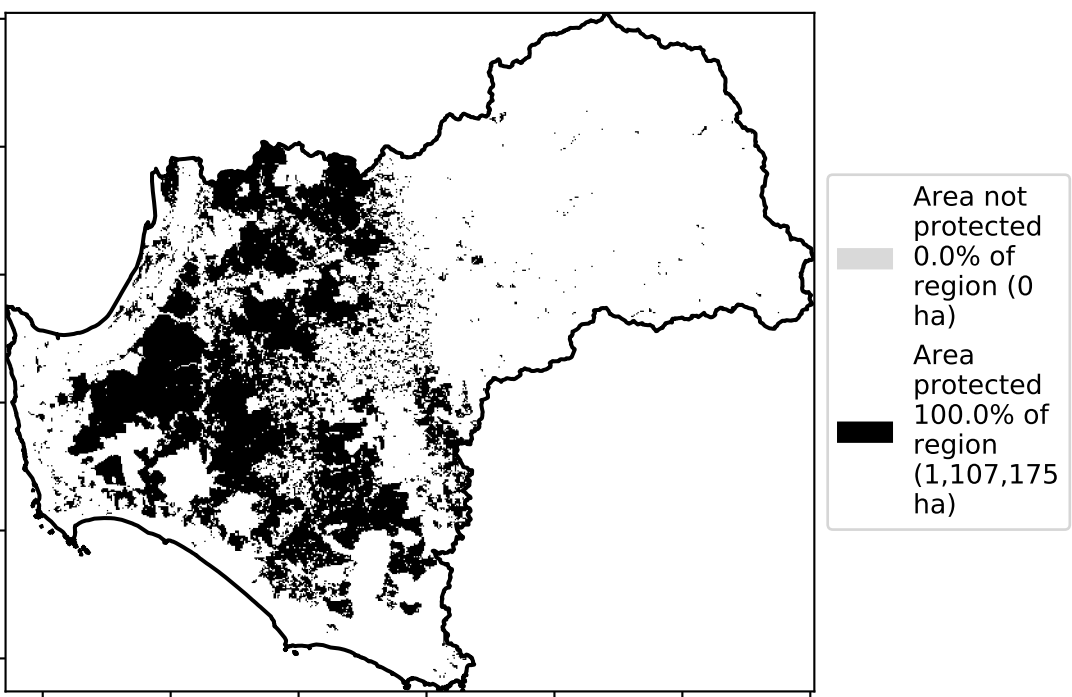 Area not
protected
0.0% of
region (0
ha)
Area
protected
100.0% of
region
(1,107,175
ha)